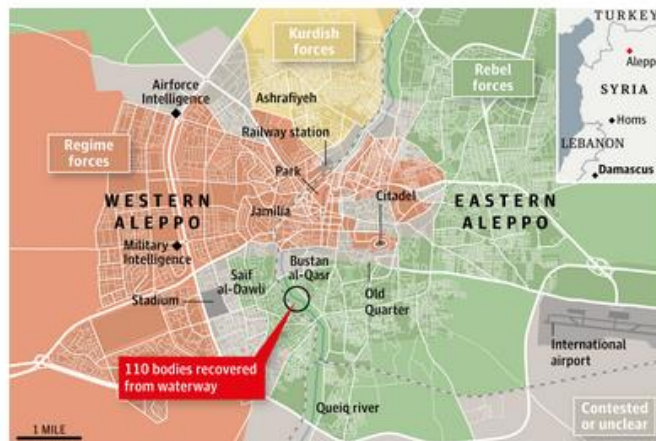 TURKEY
Aleppo
SYRIA
Homs
LEBANON
Damascus
Kurdish
forces
Rebel
forces
Airforce
Intelligence
Ashrafiyeh
Railway station
Regime
forces
Park
WESTERN
ALEPPO
Jamilia
Citadel
EASTERN
ALEPPO
Military
Intelligence
Bustan
al-Qasr
Saif
al-Dawli
Stadium
Old
Quarter
International
airport
110 bodies recovered
from waterway
Queiq river
Contested
or unclear
1 MILE